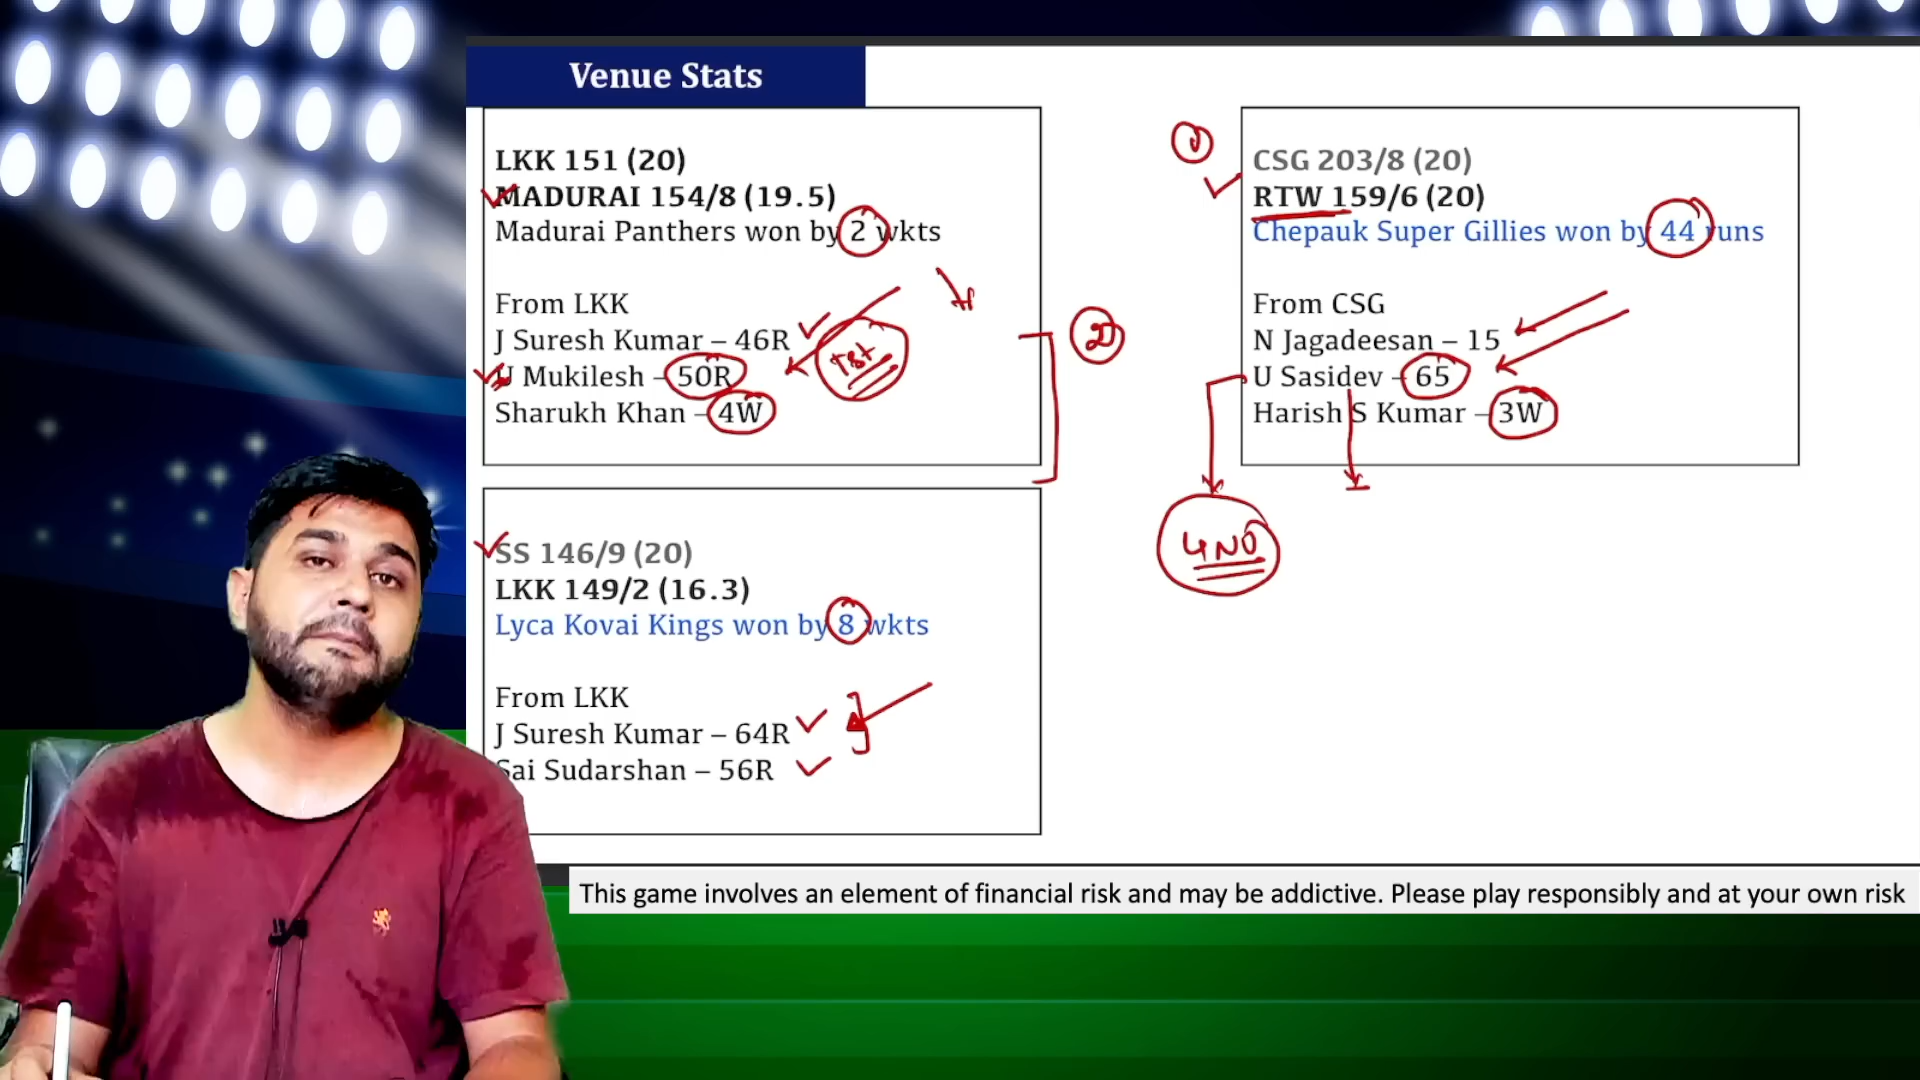 Venue Stats
LKK 151 (20)
MADURAI 154/8 (19.5)
Madurai Panthers won by 2 wkts
From LKK
J Suresh Kumar – 46R
U Mukilesh – 50R
Sharukh Khan – 4W
1st
2
SS 146/9 (20)
LKK 149/2 (16.3)
Lyca Kovai Kings won by 8 wkts
From LKK
J Suresh Kumar – 64R
Sai Sudarshan – 56R
1
CSG 203/8 (20)
RTW 159/6 (20)
Chepauk Super Gillies won by 44 runs
From CSG
N Jagadeesan – 15
U Sasidev – 65
Harish S Kumar – 3W
4NO
This game involves an element of financial risk and may be addictive. Please play responsibly and at your own risk